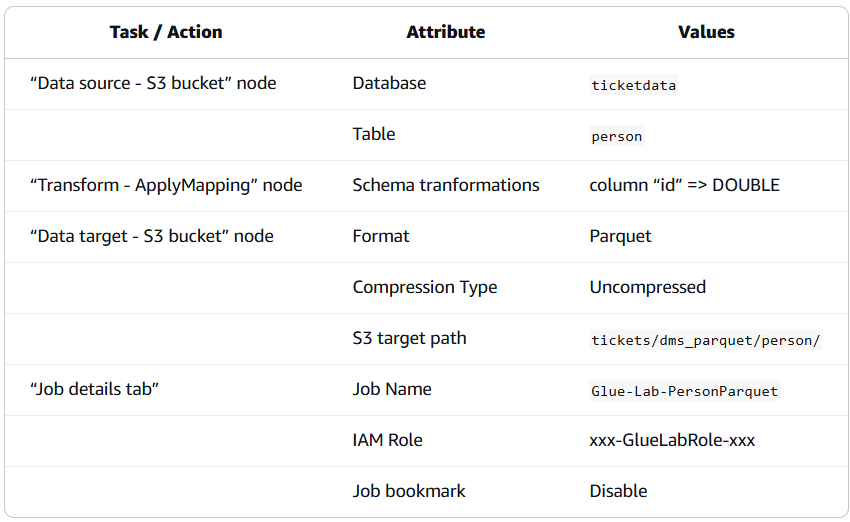 Task / Action Attribute Values
“Data source - S3 bucket” node Database ticketdata
Table person
“Transform - ApplyMapping” node Schema tranformations column “id” => DOUBLE
“Data target - S3 bucket” node Format Parquet
Compression Type Uncompressed
S3 target path tickets/dms_parquet/person/
“Job details tab” Job Name Glue-Lab-PersonParquet
IAM Role xxx-GlueLabRole-xxx
Job bookmark Disable